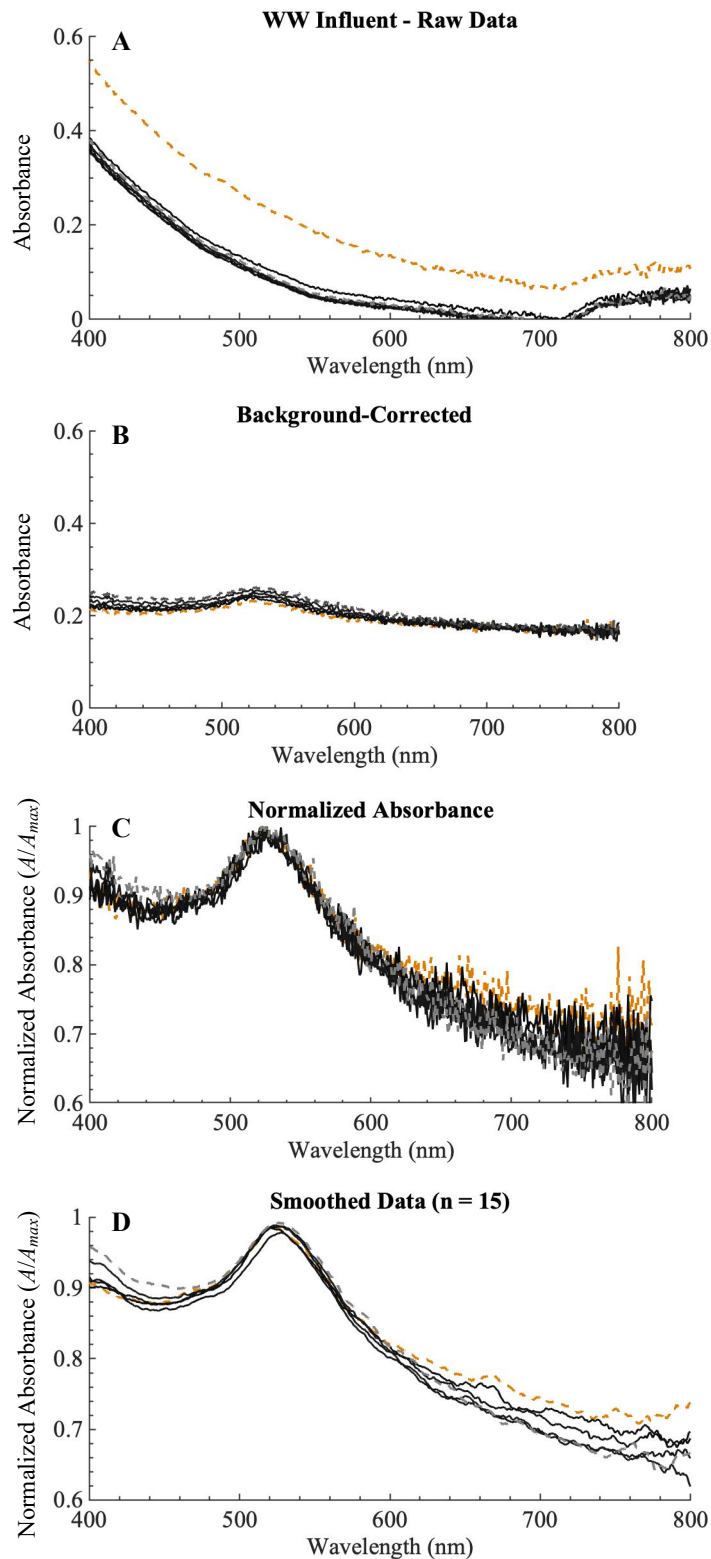 WW Influent - Raw Data
A
0.6
0.4
0.2
0
Absorbance
400
500
600
700
800
Wavelength (nm)
Background-Corrected
B
0.6
0.4
0.2
0
Absorbance
400
500
600
700
800
Wavelength (nm)
Normalized Absorbance
C
1
0.9
0.8
0.7
0.6
Normalized Absorbance (A/Amax)
400
500
600
700
800
Wavelength (nm)
Smoothed Data (n = 15)
D
1
0.9
0.8
0.7
0.6
Normalized Absorbance (A/Amax)
400
500
600
700
800
Wavelength (nm)